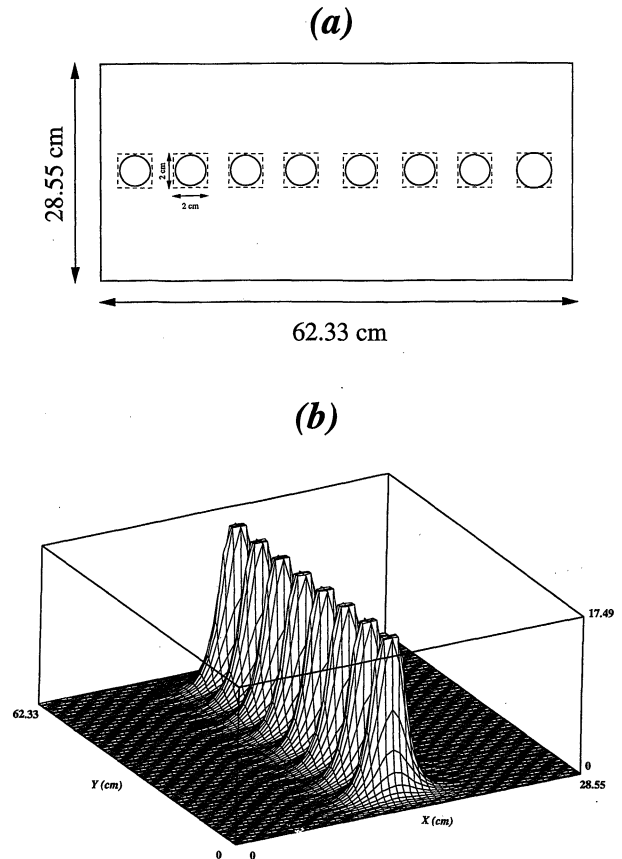 (a)
28.55 cm
2 cm
2 cm
62.33 cm
(b)
17.49
62.33
0
28.55
Y (cm)
X (cm)
0 0